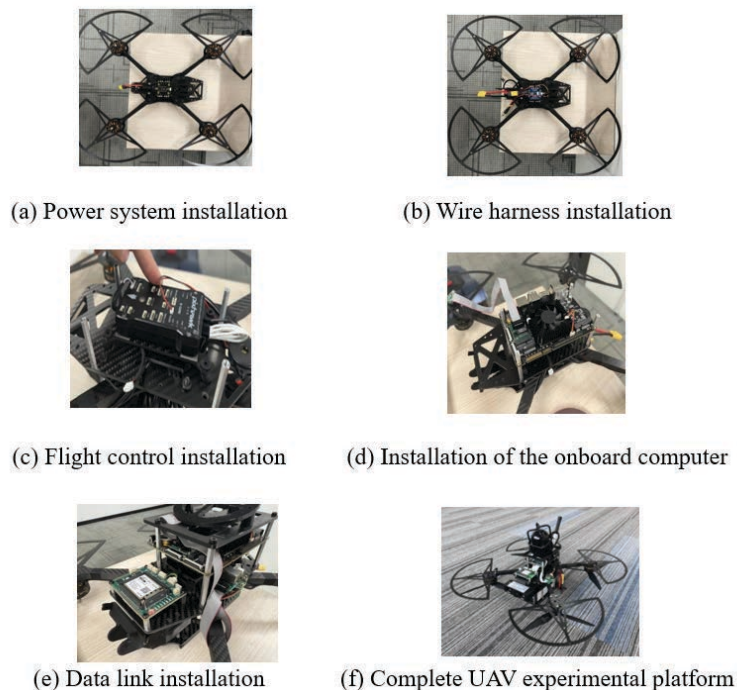 (a) Power system installation
(b) Wire harness installation
pixhawk
(c) Flight control installation
(d) Installation of the onboard computer
(e) Data link installation
(f) Complete UAV experimental platform